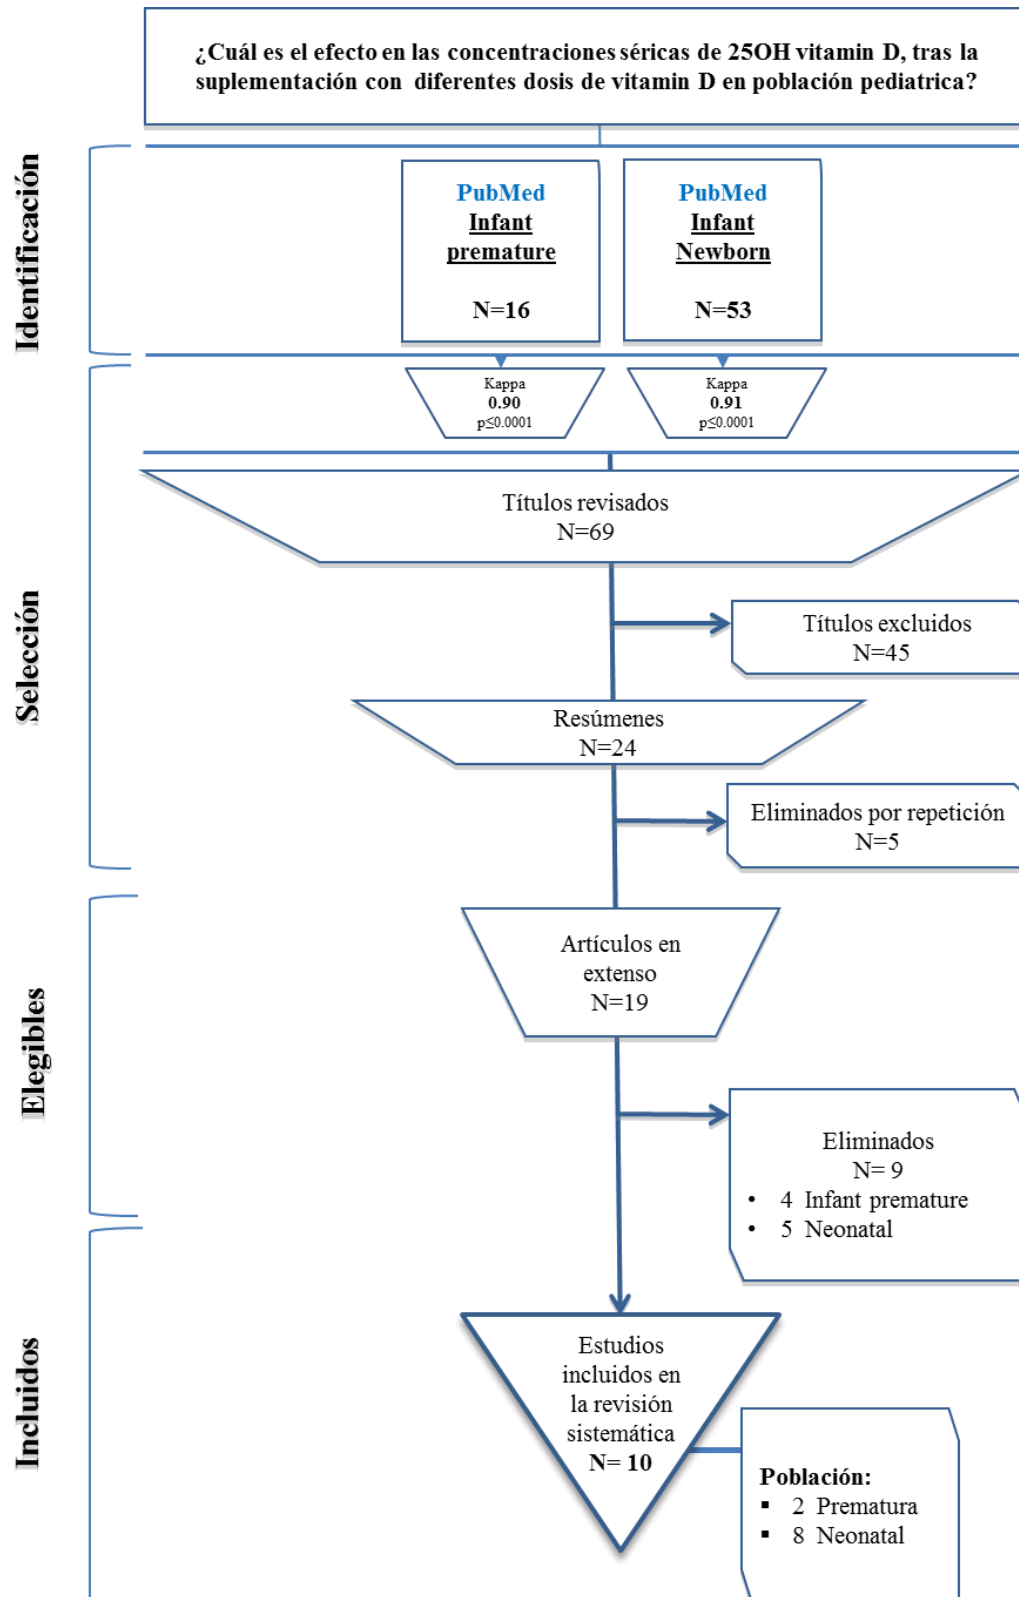 ¿Cuál es el efecto en las concentraciones séricas de 25OH vitamin D, tras la
suplementación con diferentes dosis de vitamin D en población pediatrica?
Identificación
PubMed
Infant
premature
N=16
PubMed
Infant
Newborn
N=53
Selección
Kappa
0.90
p≤0.0001
Kappa
0.91
p≤0.0001
Títulos revisados
N=69
Títulos excluidos
N=45
Resúmenes
N=24
Eliminados por repetición
N=5
Elegibles
Artículos en
extenso
N=19
Eliminados
N= 9
• 4 Infant premature
• 5 Neonatal
Incluidos
Estudios
incluidos en
la revisión
sistemática
N= 10
Población:
▪ 2 Prematura
▪ 8 Neonatal